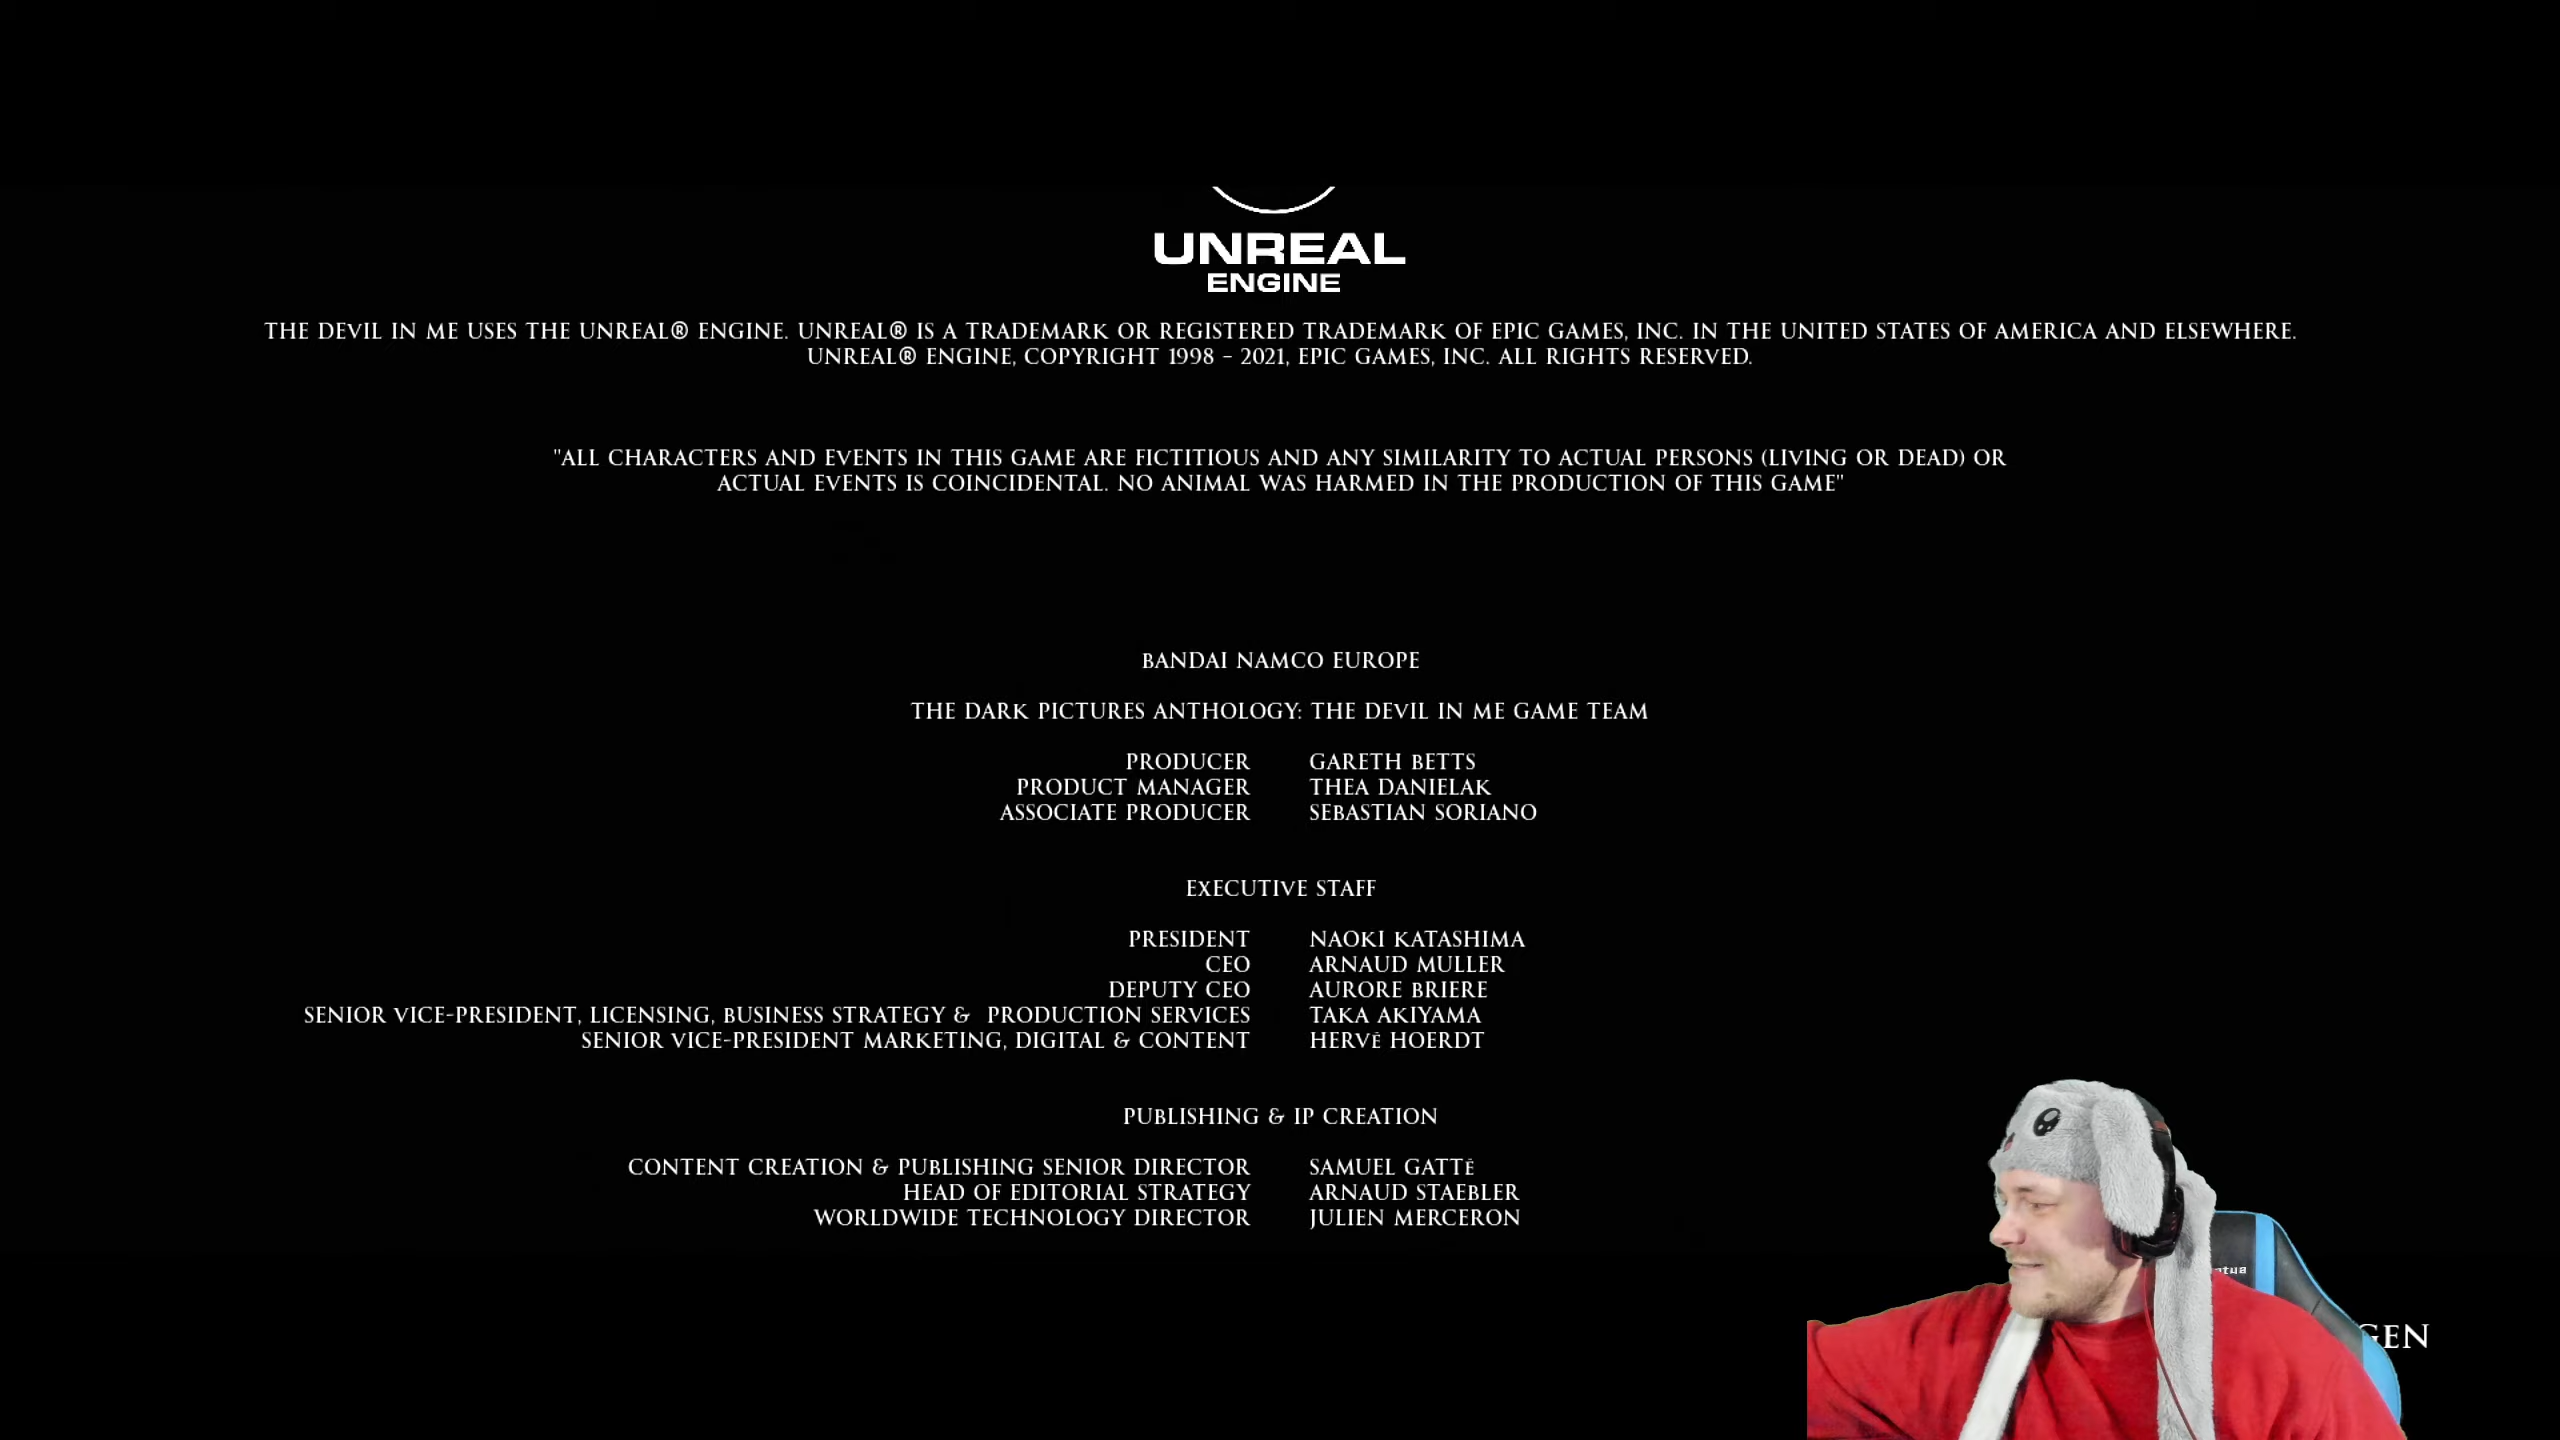 UNREAL
ENGINE
THE DEVIL IN ME USES THE UNREAL® ENGINE. UNREAL® IS A TRADEMARK OR REGISTERED TRADEMARK OF EPIC GAMES, INC. IN THE UNITED STATES OF AMERICA AND ELSEWHERE.
UNREAL® ENGINE, COPYRIGHT 1998 – 2021, EPIC GAMES, INC. ALL RIGHTS RESERVED.
"ALL CHARACTERS AND EVENTS IN THIS GAME ARE FICTITIOUS AND ANY SIMILARITY TO ACTUAL PERSONS (LIVING OR DEAD) OR
ACTUAL EVENTS IS COINCIDENTAL. NO ANIMAL WAS HARMED IN THE PRODUCTION OF THIS GAME"
BANDAI NAMCO EUROPE
THE DARK PICTURES ANTHOLOGY: THE DEVIL IN ME GAME TEAM
PRODUCER GARETH BETTS
PRODUCT MANAGER THEA DANIELAK
ASSOCIATE PRODUCER SEBASTIAN SORIANO
EXECUTIVE STAFF
PRESIDENT NAOKI KATASHIMA
CEO ARNAUD MULLER
DEPUTY CEO AURORE BRIERE
SENIOR VICE-PRESIDENT, LICENSING, BUSINESS STRATEGY & PRODUCTION SERVICES TAKA AKIYAMA
SENIOR VICE-PRESIDENT MARKETING, DIGITAL & CONTENT HERVÉ HOERDT
PUBLISHING & IP CREATION
CONTENT CREATION & PUBLISHING SENIOR DIRECTOR SAMUEL GATTÉ
HEAD OF EDITORIAL STRATEGY ARNAUD STAEBLER
WORLDWIDE TECHNOLOGY DIRECTOR JULIEN MERCERON